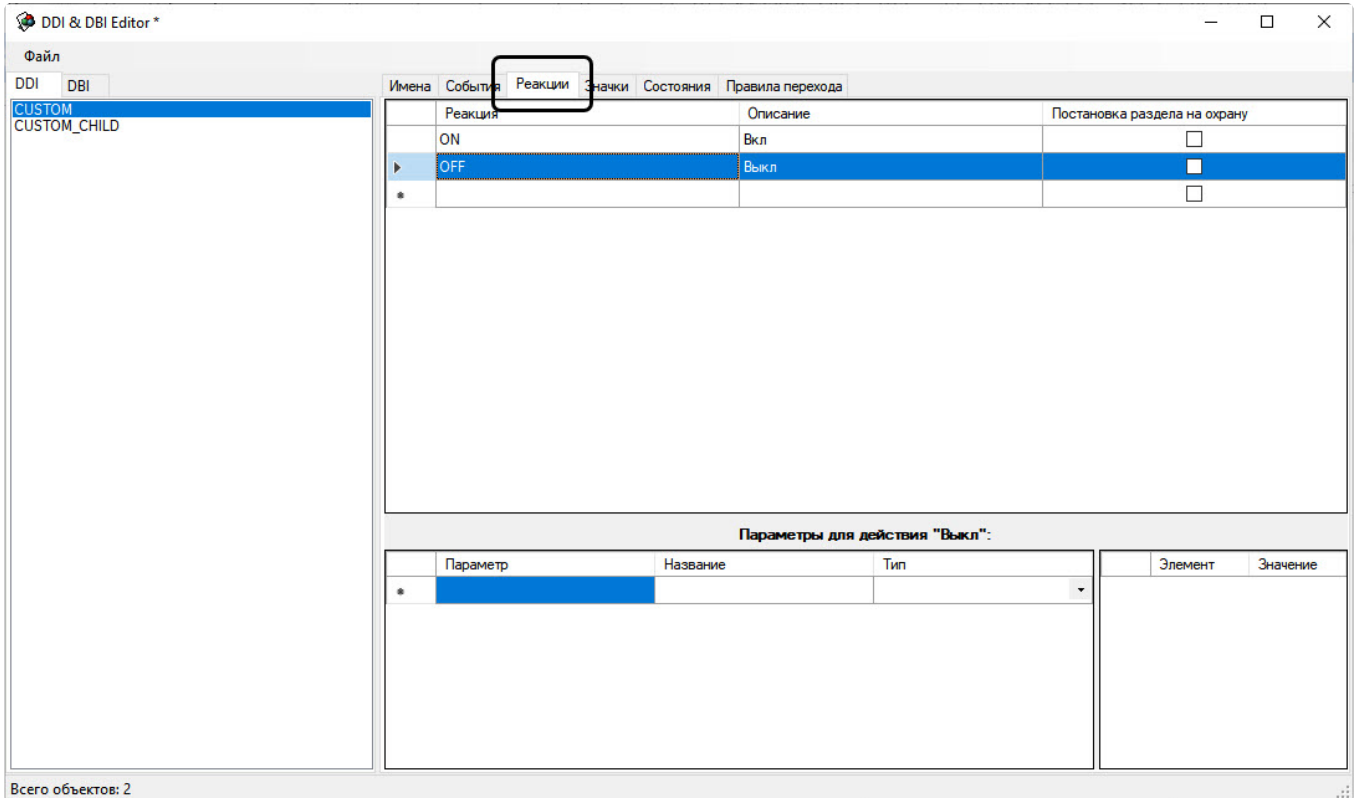 DDI & DBI Editor *
Файл
DDI DBI
CUSTOM
CUSTOM_CHILD
Имена События Реакции Значки Состояния Правила перехода
Реакция Описание Постановка раздела на охрану
ON Вкл
OFF Выкл
Параметры для действия "Выкл":
Параметр Название Тип
Элемент Значение
Всего объектов: 2